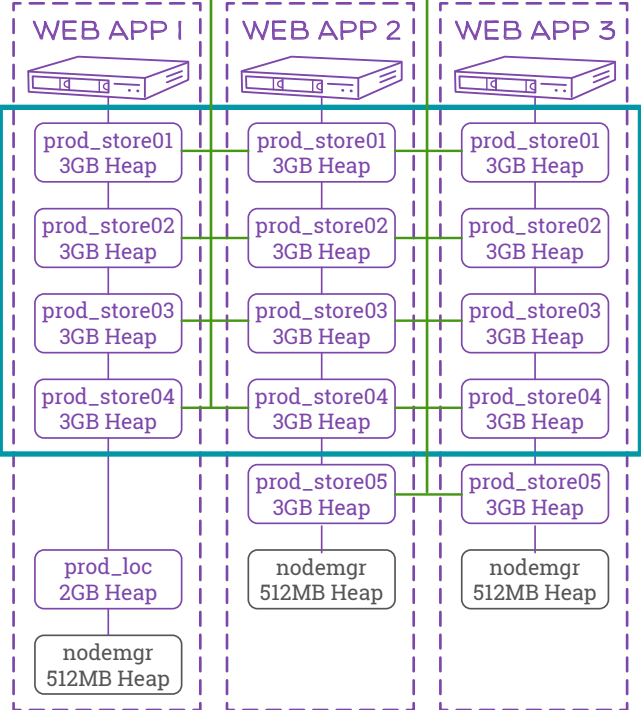 WEB APP 1
WEB APP 2
WEB APP 3
prod_store01
3GB Heap
prod_store01
3GB Heap
prod_store01
3GB Heap
prod_store02
3GB Heap
prod_store02
3GB Heap
prod_store02
3GB Heap
prod_store03
3GB Heap
prod_store03
3GB Heap
prod_store03
3GB Heap
prod_store04
3GB Heap
prod_store04
3GB Heap
prod_store04
3GB Heap
prod_store05
3GB Heap
prod_store05
3GB Heap
prod_loc
2GB Heap
nodemgr
512MB Heap
nodemgr
512MB Heap
nodemgr
512MB Heap